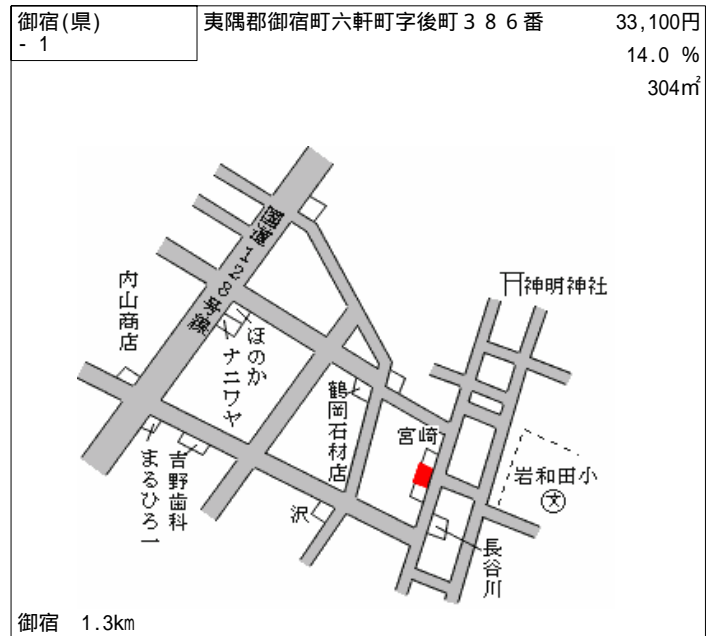 御宿(県)
- 1
夷隅郡御宿町六軒町字後町３８６番
33,100円
14.0 %
304㎡
国道128号線
神明神社
内山商店
ほのか
ナニワヤ
鶴岡石材店
宮崎
岩和田小
文
まるひろ一
吉野歯科
沢
長谷川
御宿 1.3km